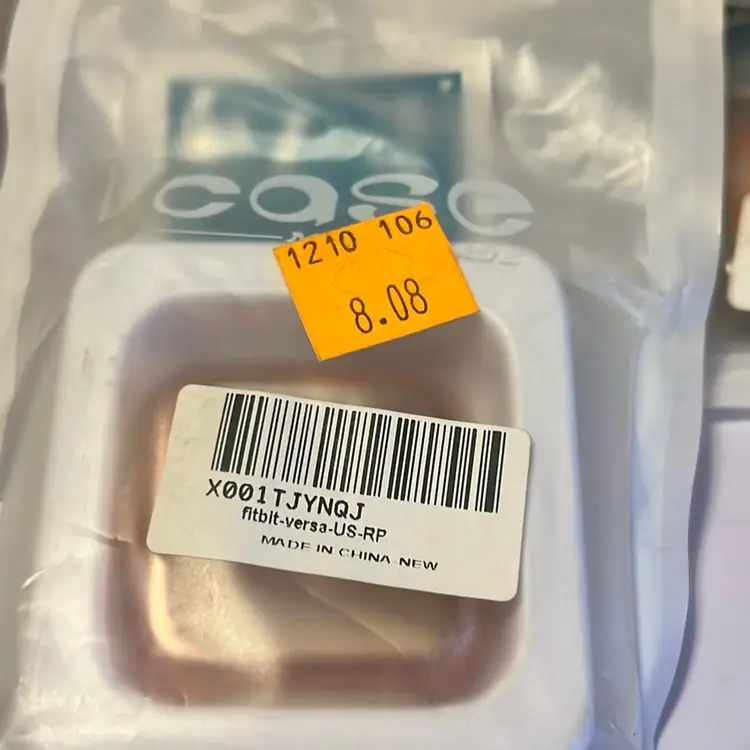 case
1210 106
8.08
X001TJYNQJ
fitbit-versa-US-RP
MADE IN CHINA NEW